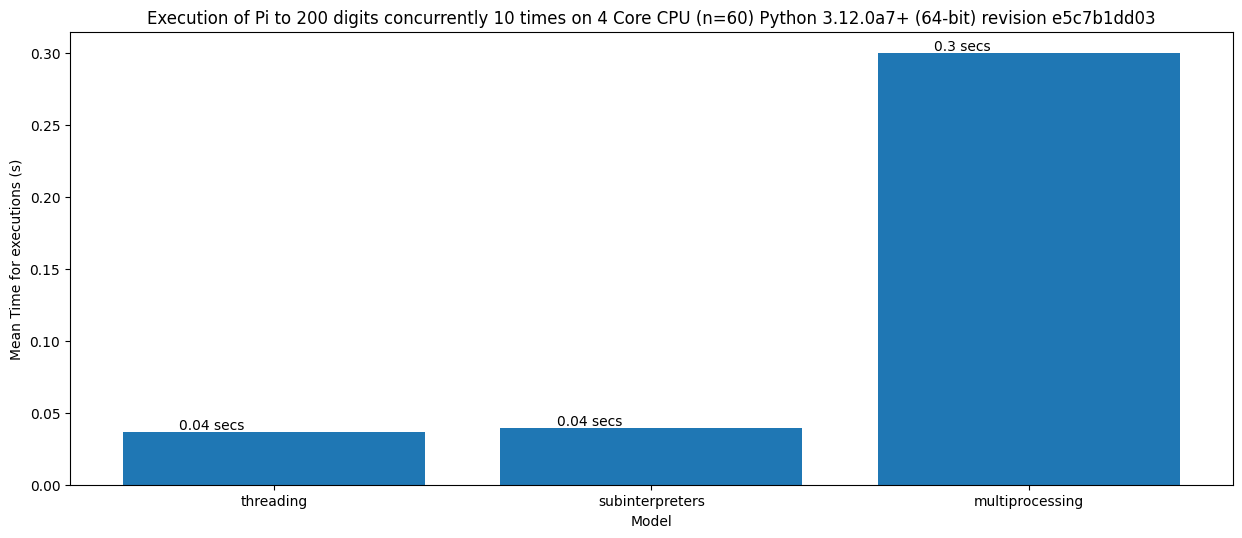 Execution of Pi to 200 digits concurrently 10 times on 4 Core CPU (n=60) Python 3.12.0a7+ (64-bit) revision e5c7b1dd03
Mean Time for executions (s)
0.30
0.25
0.20
0.15
0.10
0.05
0.00
0.04 secs
0.04 secs
0.3 secs
threading
subinterpreters
multiprocessing
Model